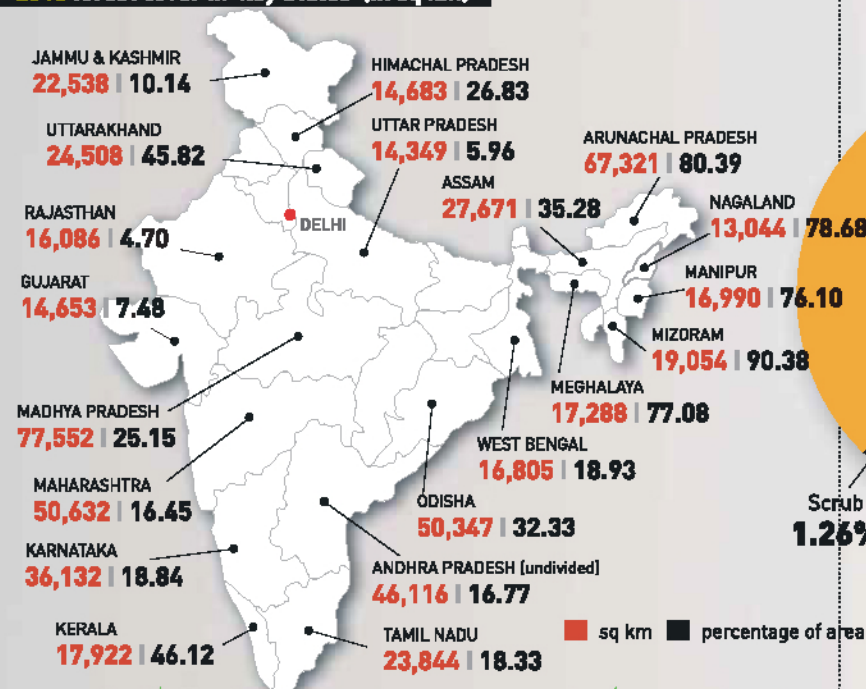 JAMMU & KASHMIR
22,538 | 10.14
HIMACHAL PRADESH
14,683 | 26.83
UTTARAKHAND
24,508 | 45.82
UTTAR PRADESH
14,349 | 5.96
ARUNACHAL PRADESH
67,321 | 80.39
ASSAM
27,671 | 35.28
NAGALAND
13,044 | 78.68
RAJASTHAN
16,086 | 4.70
DELHI
MANIPUR
16,990 | 76.10
GUJARAT
14,653 | 7.48
MIZORAM
19,054 | 90.38
MEGHALAYA
17,288 | 77.08
MADHYA PRADESH
77,552 | 25.15
WEST BENGAL
16,805 | 18.93
MAHARASHTRA
50,632 | 16.45
ODISHA
50,347 | 32.33
Scrub
1.26%
KARNATAKA
36,132 | 18.84
ANDHRA PRADESH [undivided]
46,116 | 16.77
KERALA
17,922 | 46.12
TAMIL NADU
23,844 | 18.33
sq km
percentage of area